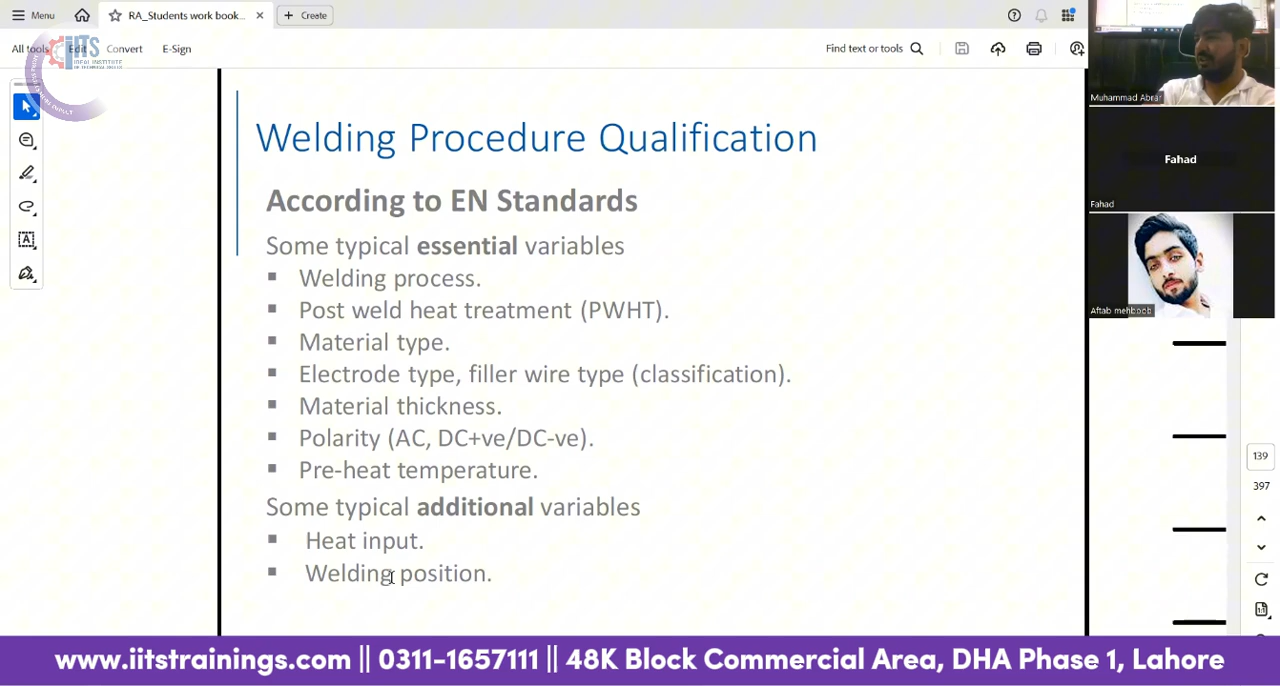 Menu
RA_Students work book...
Create
All tools
Edit
Convert
E-Sign
Find text or tools
IITS
Welding Procedure Qualification
According to EN Standards
Some typical essential variables
▪ Welding process.
▪ Post weld heat treatment (PWHT).
▪ Material type.
▪ Electrode type, filler wire type (classification).
▪ Material thickness.
▪ Polarity (AC, DC+ve/DC-ve).
▪ Pre-heat temperature.
Some typical additional variables
▪ Heat input.
▪ Welding position.
Muhammad Abrar
Fahad
Fahad
Aftab mehboob
139
397
www.iitstrainings.com || 0311-1657111 || 48K Block Commercial Area, DHA Phase 1, Lahore